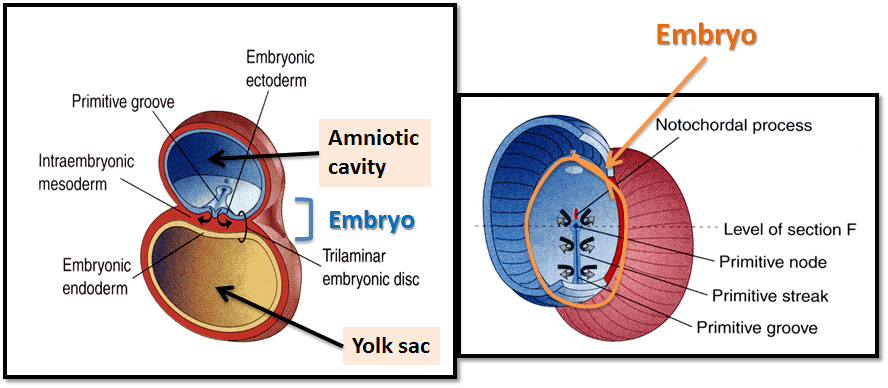 Embryonic
ectoderm
Primitive groove
Amniotic
cavity
Intraembryonic
mesoderm
Embryo
Embryonic
endoderm
Trilaminar
embryonic disc
Yolk sac
Embryo
Notochordal process
Level of section F
Primitive node
Primitive streak
Primitive groove